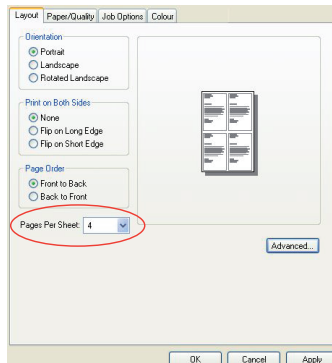 Layout Paper/Quality Job Options Colour
Orientation
Portrait
Landscape
Rotated Landscape
Print on Both Sides
None
Flip on Long Edge
Flip on Short Edge
Page Order
Front to Back
Back to Front
Pages Per Sheet: 4
Advanced...
OK Cancel Apply